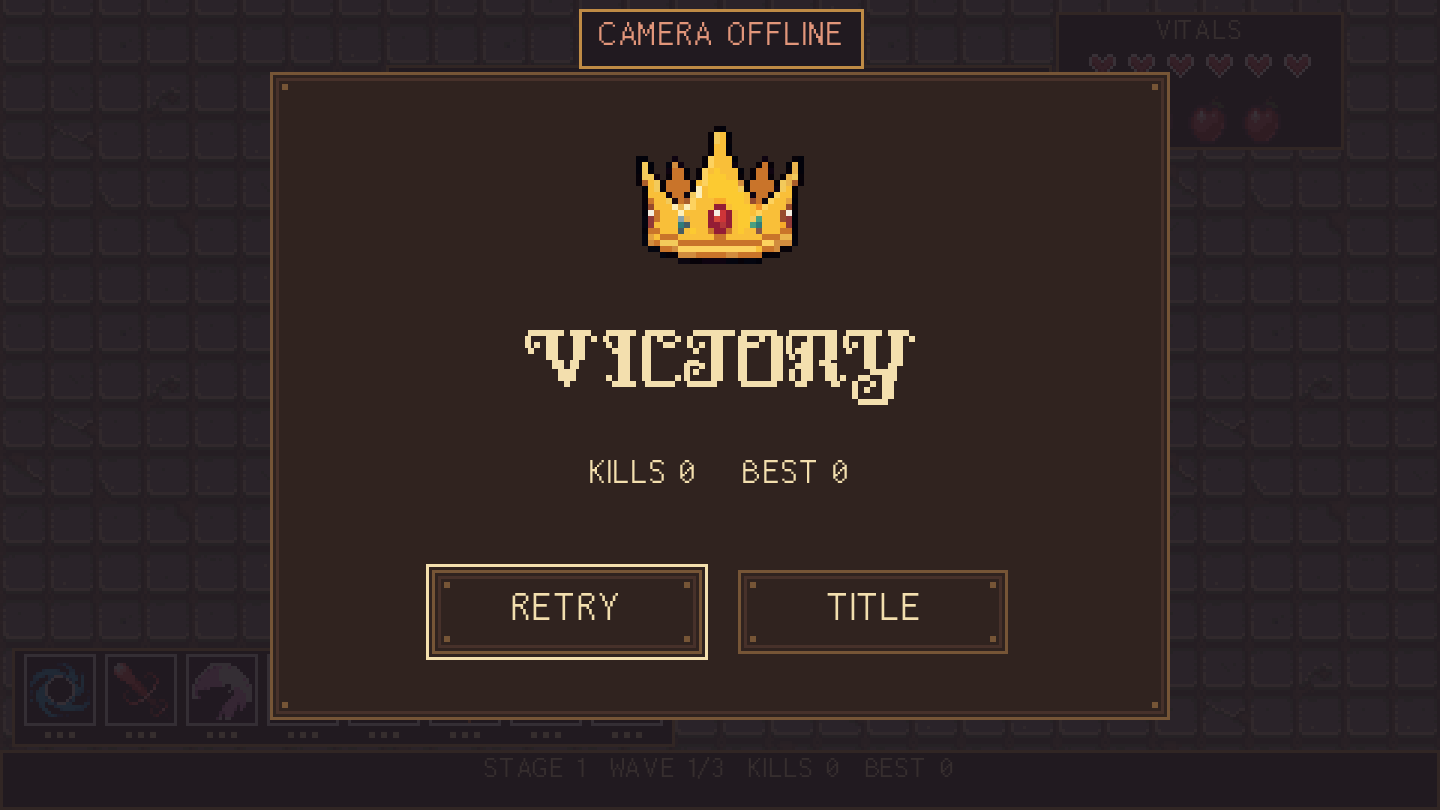 CAMERA OFFLINE
VITALS
VICTORY
KILLS 0 BEST 0
RETRY
TITLE
STAGE 1 WAVE 1/3 KILLS 0 BEST 0